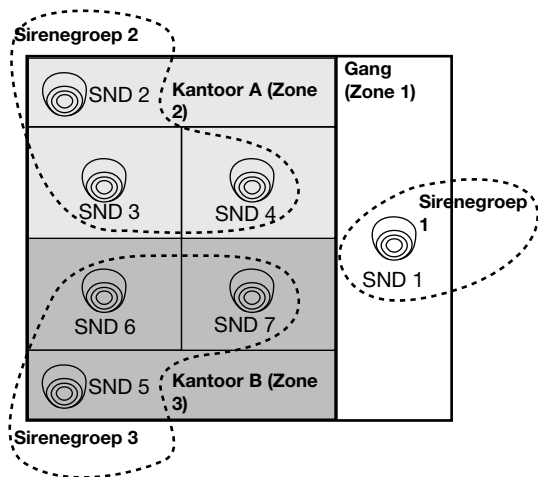 Sirenegroep 2
SND 2
Kantoor A (Zone
2)
Gang
(Zone 1)
SND 3
SND 4
Sirenegroep
1
SND 1
SND 6
SND 7
SND 5
Kantoor B (Zone
3)
Sirenegroep 3